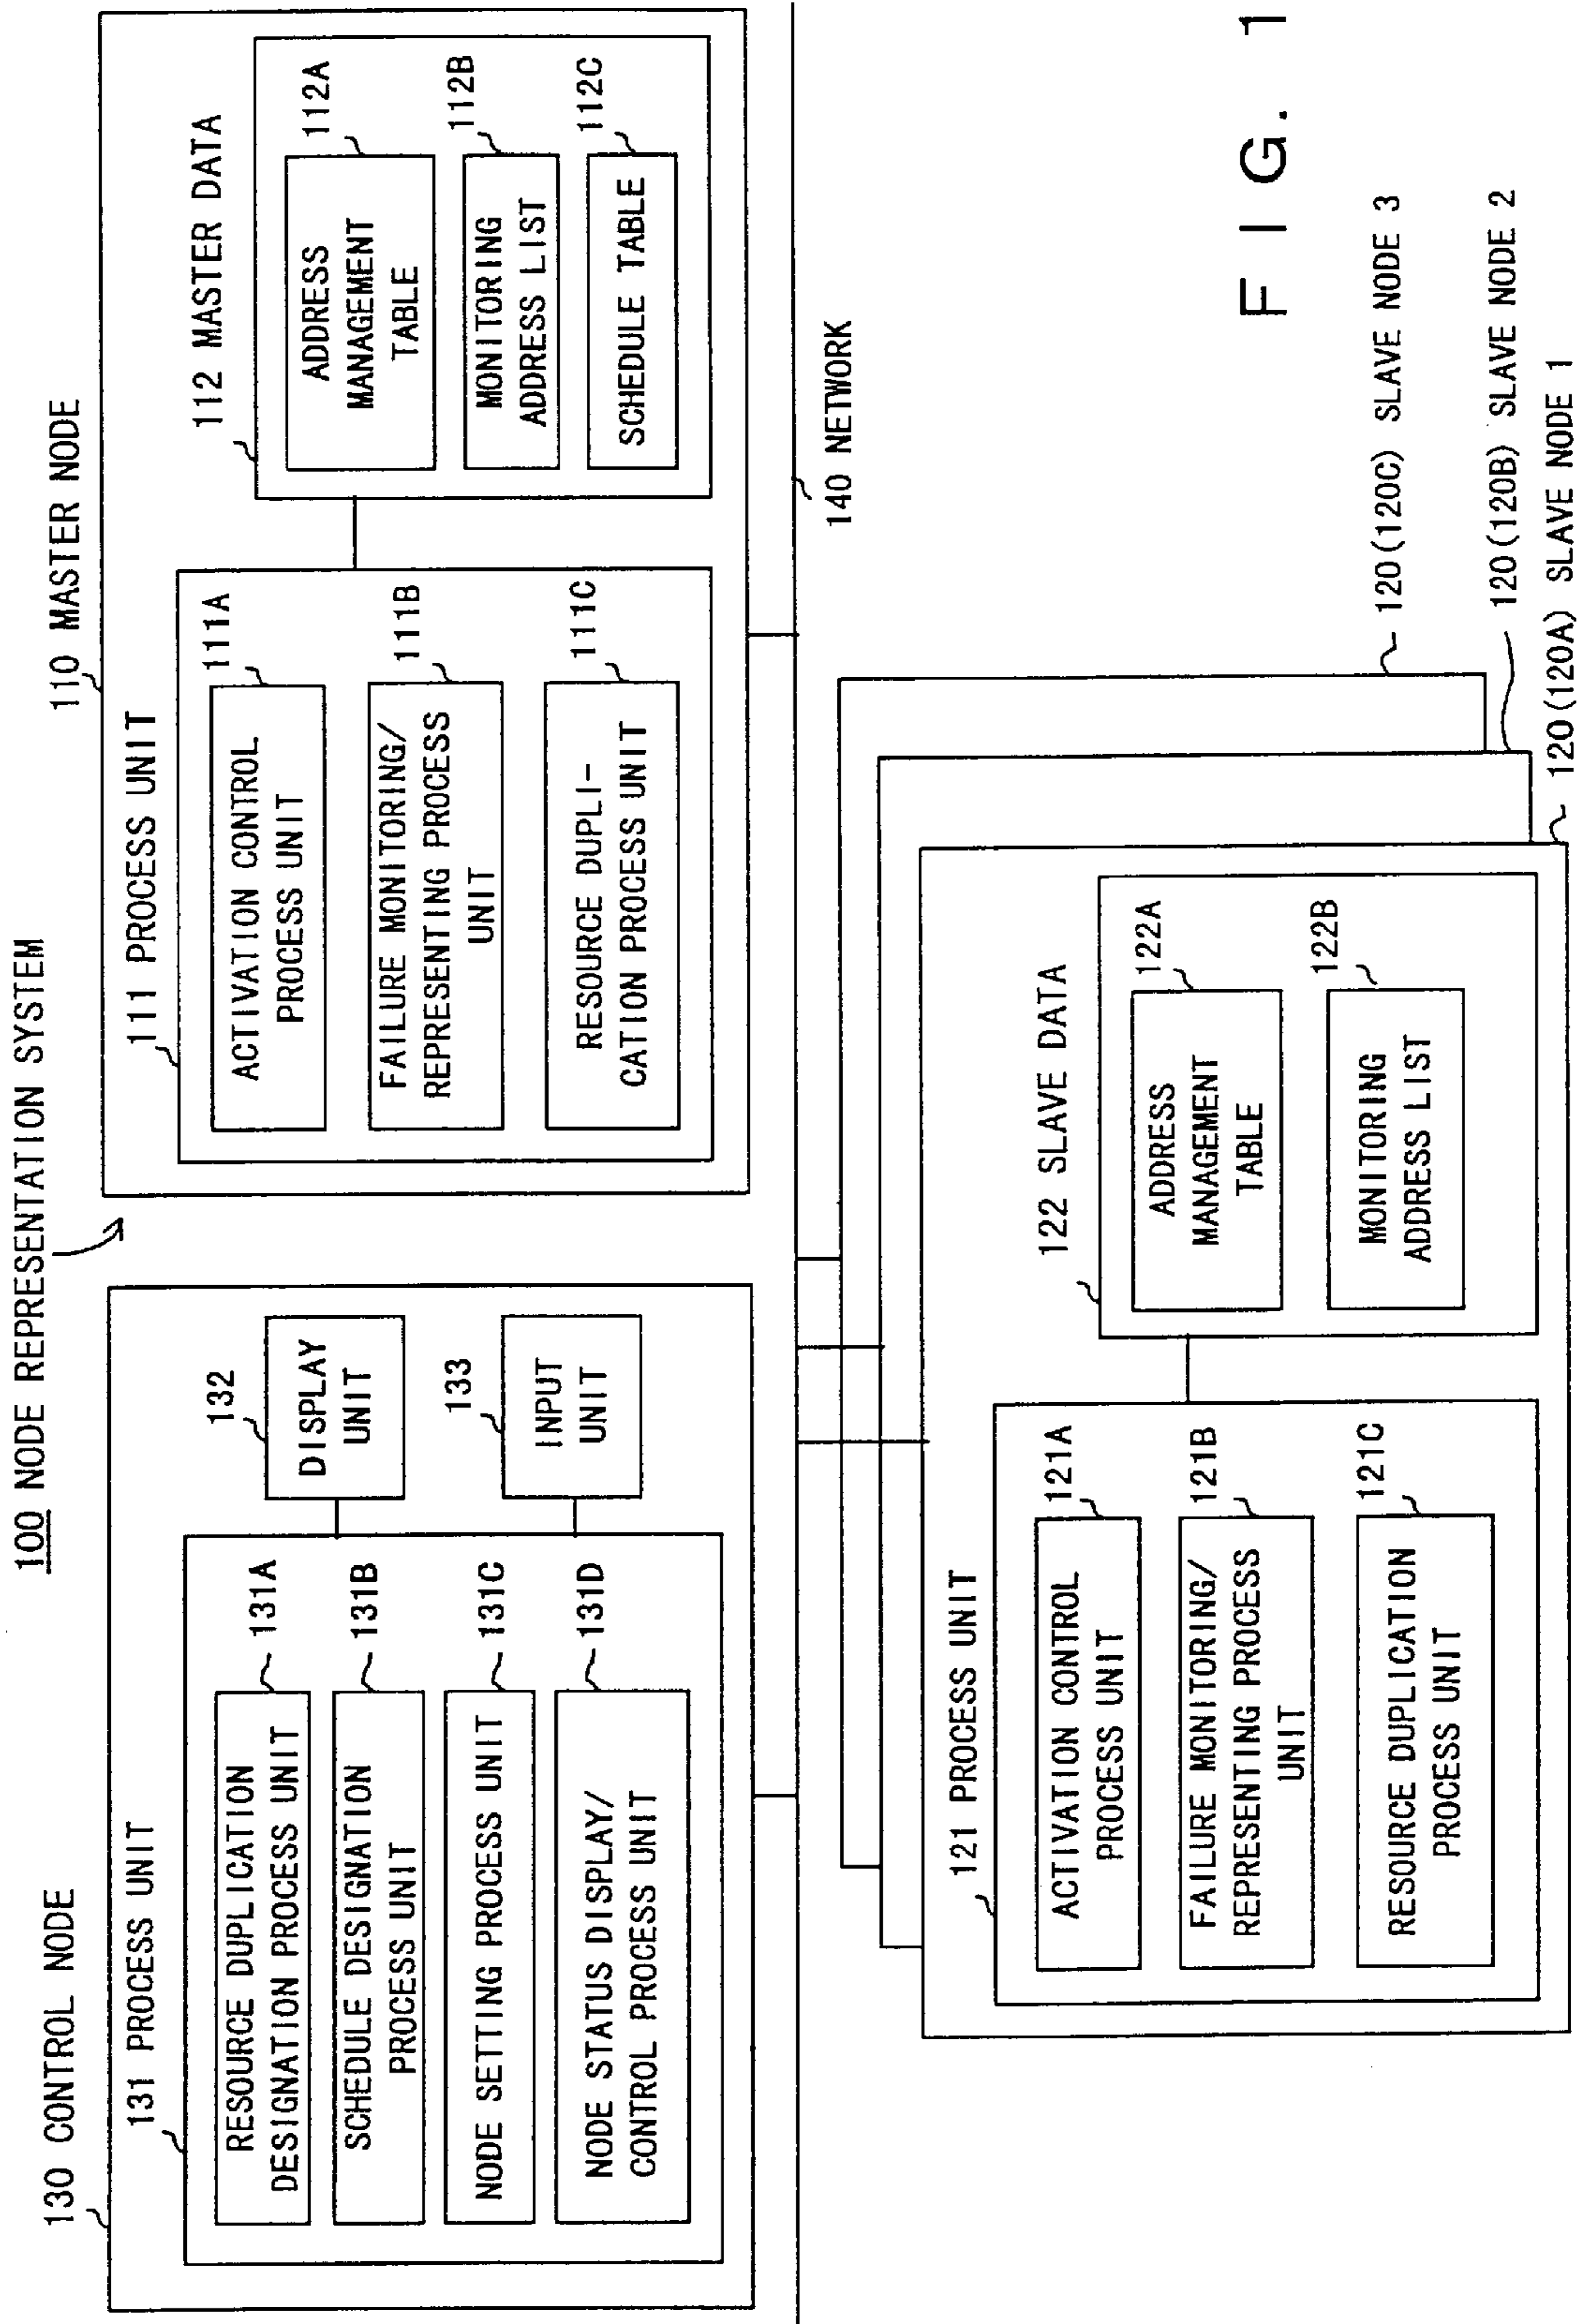 100 NODE REPRESENTATION SYSTEM
130 CONTROL NODE
131 PROCESS UNIT
RESOURCE DUPLICATION
DESIGNATION PROCESS UNIT
131A
SCHEDULE DESIGNATION
PROCESS UNIT
131B
NODE SETTING PROCESS UNIT
131C
NODE STATUS DISPLAY/
CONTROL PROCESS UNIT
131D
132
DISPLAY
UNIT
133
INPUT
UNIT
110 MASTER NODE
111 PROCESS UNIT
111A
ACTIVATION CONTROL
PROCESS UNIT
111B
FAILURE MONITORING/
REPRESENTING PROCESS
UNIT
111C
RESOURCE DUPLI-
CATION PROCESS UNIT
112 MASTER DATA
112A
ADDRESS
MANAGEMENT
TABLE
112B
MONITORING
ADDRESS LIST
112C
SCHEDULE TABLE
140 NETWORK
121 PROCESS UNIT
121A
ACTIVATION CONTROL
PROCESS UNIT
121B
FAILURE MONITORING/
REPRESENTING PROCESS
UNIT
121C
RESOURCE DUPLICATION
PROCESS UNIT
122 SLAVE DATA
122A
ADDRESS
MANAGEMENT
TABLE
122B
MONITORING
ADDRESS LIST
120(120C) SLAVE NODE 3
120(120B) SLAVE NODE 2
120(120A) SLAVE NODE 1
FIG. 1